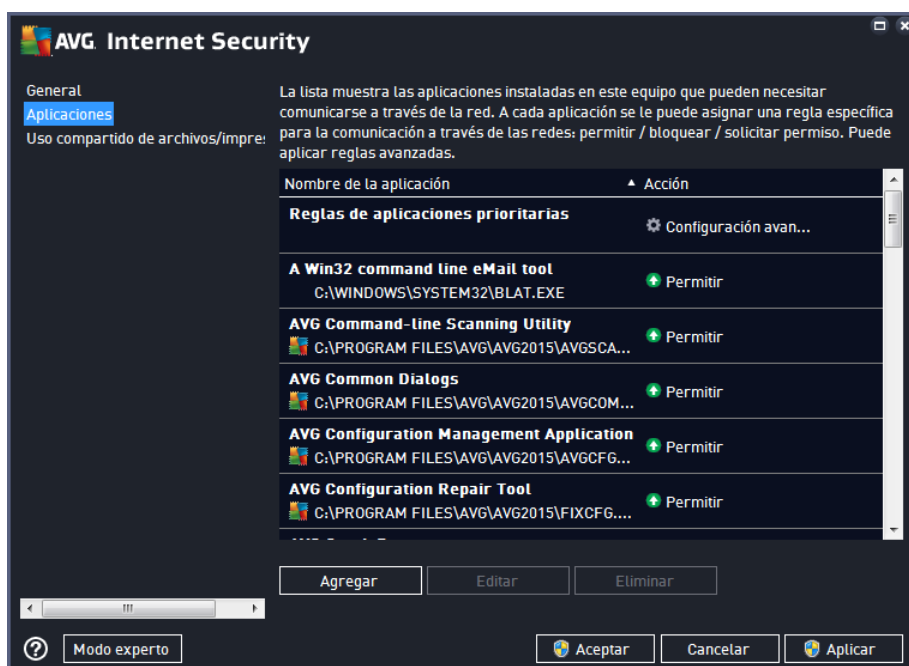 AVG Internet Security
General
Aplicaciones
Uso compartido de archivos/impre
La lista muestra las aplicaciones instaladas en este equipo que pueden necesitar
comunicarse a través de la red. A cada aplicación se le puede asignar una regla específica
para la comunicación a través de las redes: permitir / bloquear / solicitar permiso. Puede
aplicar reglas avanzadas.
Nombre de la aplicación Acción
Reglas de aplicaciones prioritarias
Configuración avan...
A Win32 command line eMail tool
C:\WINDOWS\SYSTEM32\BLAT.EXE
Permitir
AVG Command-line Scanning Utility
C:\PROGRAM FILES\AVG\AVG2015\AVGSCA...
Permitir
AVG Common Dialogs
C:\PROGRAM FILES\AVG\AVG2015\AVGCOM...
Permitir
AVG Configuration Management Application
C:\PROGRAM FILES\AVG\AVG2015\AVGCFG...
Permitir
AVG Configuration Repair Tool
C:\PROGRAM FILES\AVG\AVG2015\FIXCFG....
Permitir
Agregar Editar Eliminar
Modo experto Aceptar Cancelar Aplicar